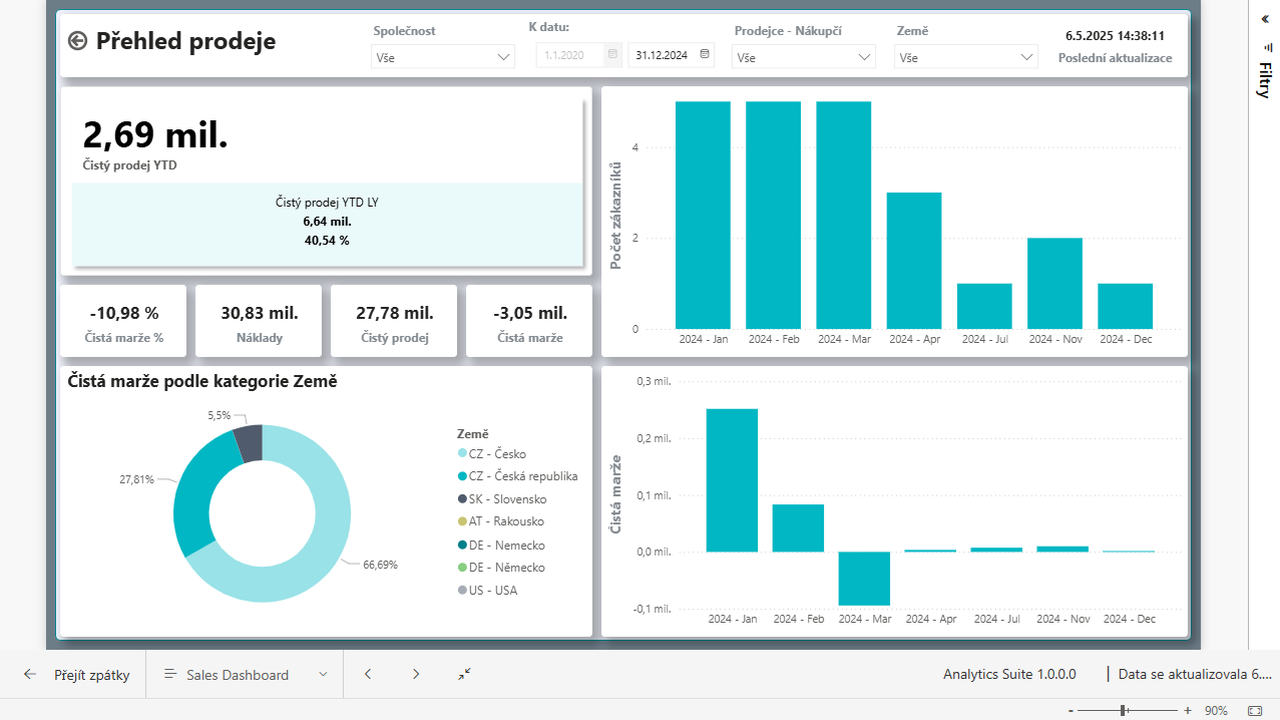 Přehled prodeje
Společnost
Vše
K datu:
1.1.2020
31.12.2024
Prodejce - Nákupčí
Vše
Země
Vše
6.5.2025 14:38:11
Poslední aktualizace
Filtry
2,69 mil.
Čistý prodej YTD
Čistý prodej YTD LY
6,64 mil.
40,54 %
-10,98 %
Čistá marže %
30,83 mil.
Náklady
27,78 mil.
Čistý prodej
-3,05 mil.
Čistá marže
Počet zákazníků
4
2
0
2024 - Jan
2024 - Feb
2024 - Mar
2024 - Apr
2024 - Jul
2024 - Nov
2024 - Dec
Čistá marže podle kategorie Země
5,5%
27,81%
66,69%
Země
CZ - Česko
CZ - Česká republika
SK - Slovensko
AT - Rakousko
DE - Nemecko
DE - Německo
US - USA
Čistá marže
0,3 mil.
0,2 mil.
0,1 mil.
0,0 mil.
-0,1 mil.
2024 - Jan
2024 - Feb
2024 - Mar
2024 - Apr
2024 - Jul
2024 - Nov
2024 - Dec
Přejít zpátky
Sales Dashboard
Analytics Suite 1.0.0.0
| Data se aktualizovala 6....
- + 90%